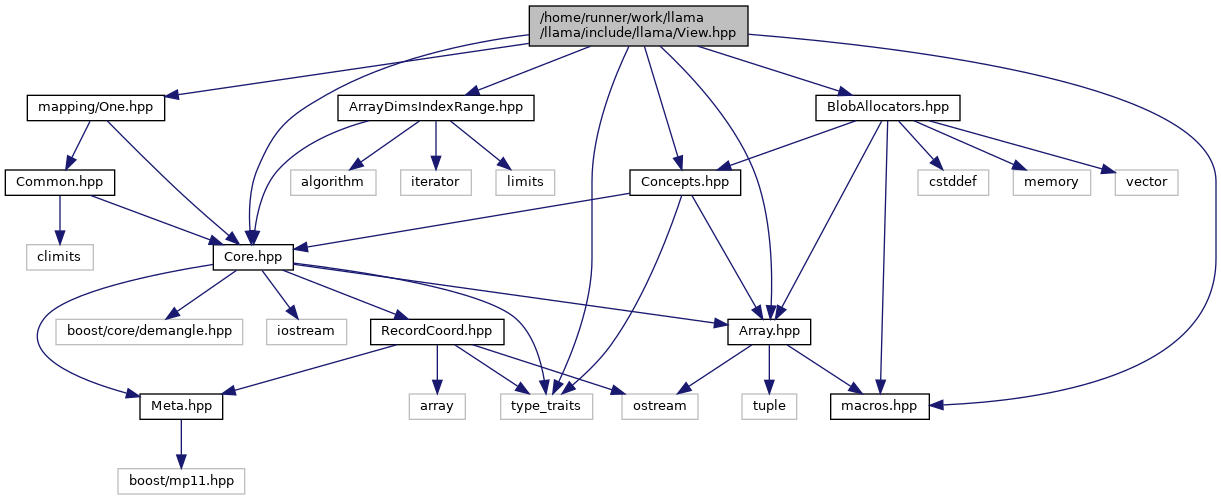 /home/runner/work/llama
/llama/include/llama/View.hpp
mapping/One.hpp
ArrayDimsIndexRange.hpp
BlobAllocators.hpp
Common.hpp
algorithm
iterator
limits
Concepts.hpp
cstddef
memory
vector
climits
Core.hpp
boost/core/demangle.hpp
iostream
RecordCoord.hpp
Array.hpp
Meta.hpp
array
type_traits
ostream
tuple
macros.hpp
boost/mp11.hpp